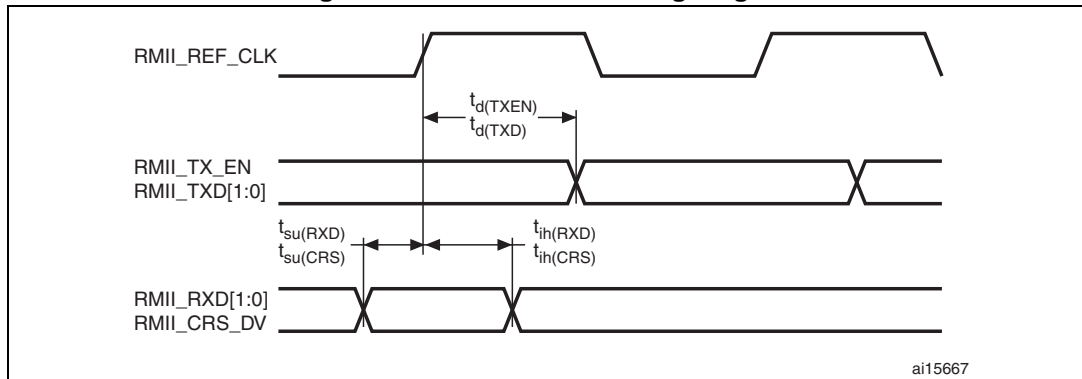 RMII_REF_CLK
td(TXEN)
td(TXD)
RMII_TX_EN
RMII_TXD[1:0]
tsu(RXD)
tsu(CRS)
tih(RXD)
tih(CRS)
RMII_RXD[1:0]
RMII_CRS_DV
ai15667